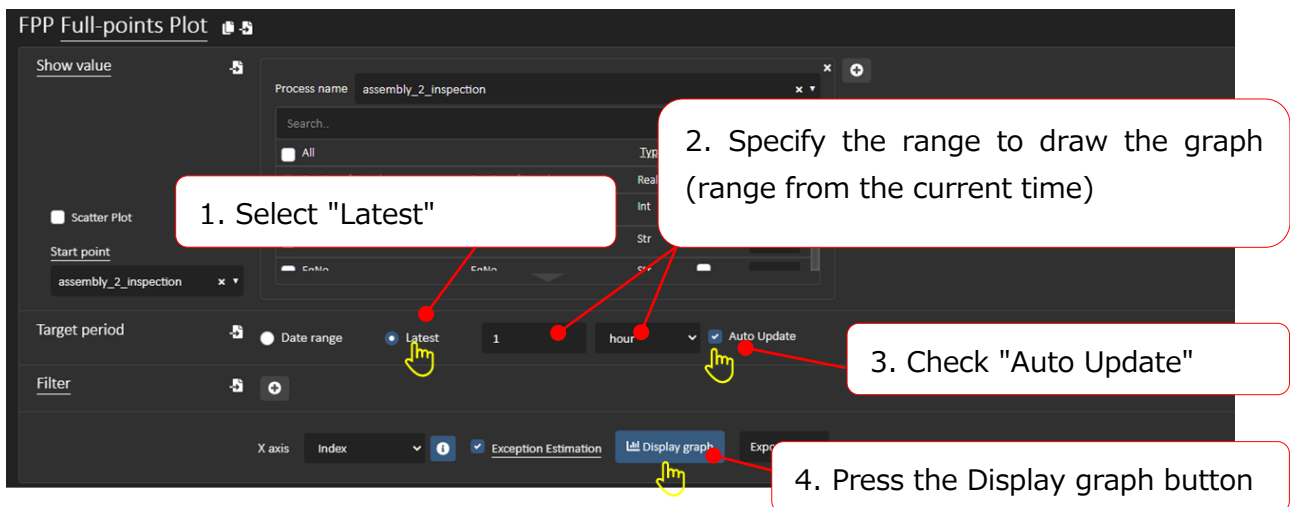 FPP Full-points Plot
Show value
Process name assembly_2_inspection
Search..
All
2. Specify the range to draw the graph
(range from the current time)
Real
Int
1. Select "Latest"
Scatter Plot
Str
Start point
assembly_2_inspection
Target period
Date range
Latest
1
hour
Auto Update
3. Check "Auto Update"
Filter
X axis
Index
Exception Estimation
Display graph
4. Press the Display graph button